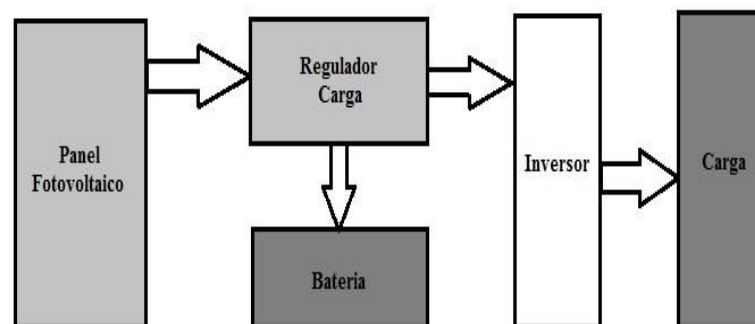 Panel
Fotovoltaico
Regulador
Carga
Bateria
Inversor
Carga